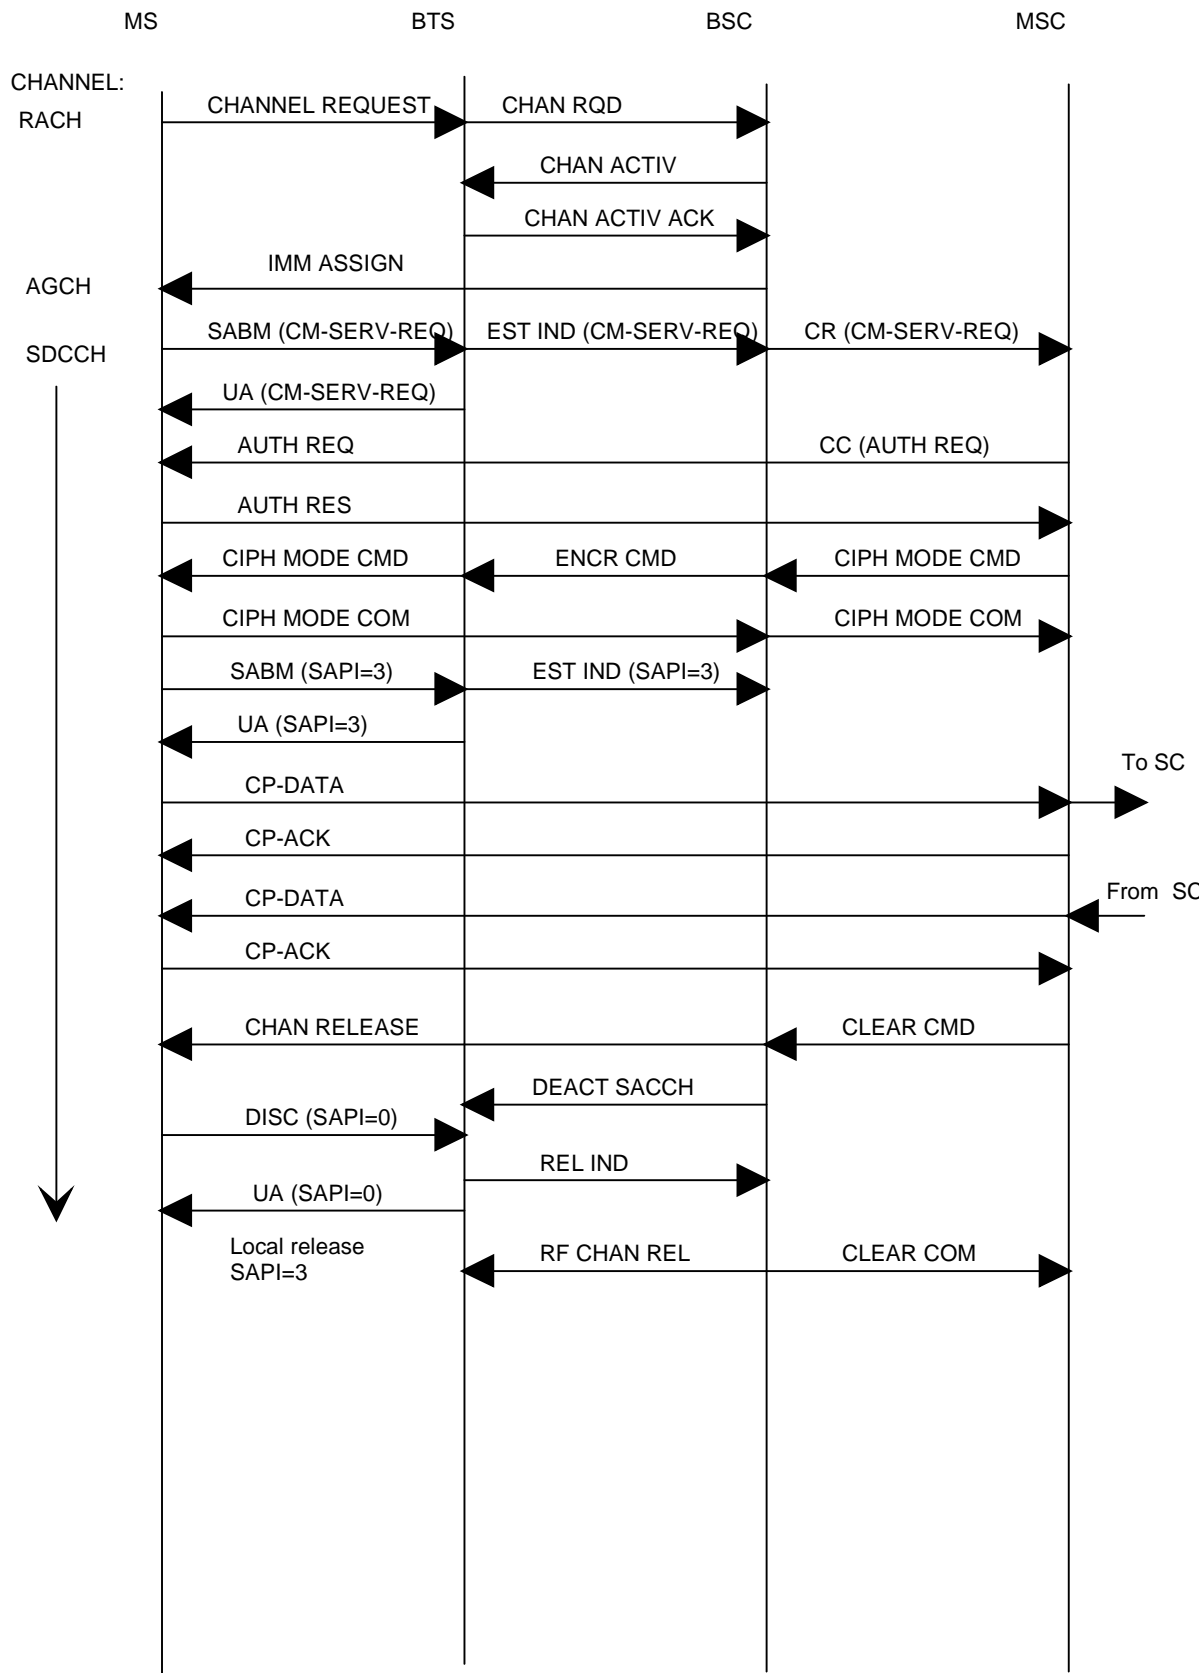 MS BTS BSC MSC
CHANNEL:
CHANNEL REQUEST CHAN RQD
RACH
CHAN ACTIV
CHAN ACTIV ACK
IMM ASSIGN
AGCH
SABM (CM-SERV-REQ) EST IND (CM-SERV-REQ) CR (CM-SERV-REQ)
SDCCH
UA (CM-SERV-REQ)
AUTH REQ CC (AUTH REQ)
AUTH RES
CIPH MODE CMD ENCR CMD CIPH MODE CMD
CIPH MODE COM CIPH MODE COM
SABM (SAPI=3) EST IND (SAPI=3)
UA (SAPI=3)
To SC
CP-DATA
CP-ACK
CP-DATA From SC
CP-ACK
CHAN RELEASE CLEAR CMD
DEACT SACCH
DISC (SAPI=0)
REL IND
UA (SAPI=0)
Local release RF CHAN REL CLEAR COM
SAPI=3